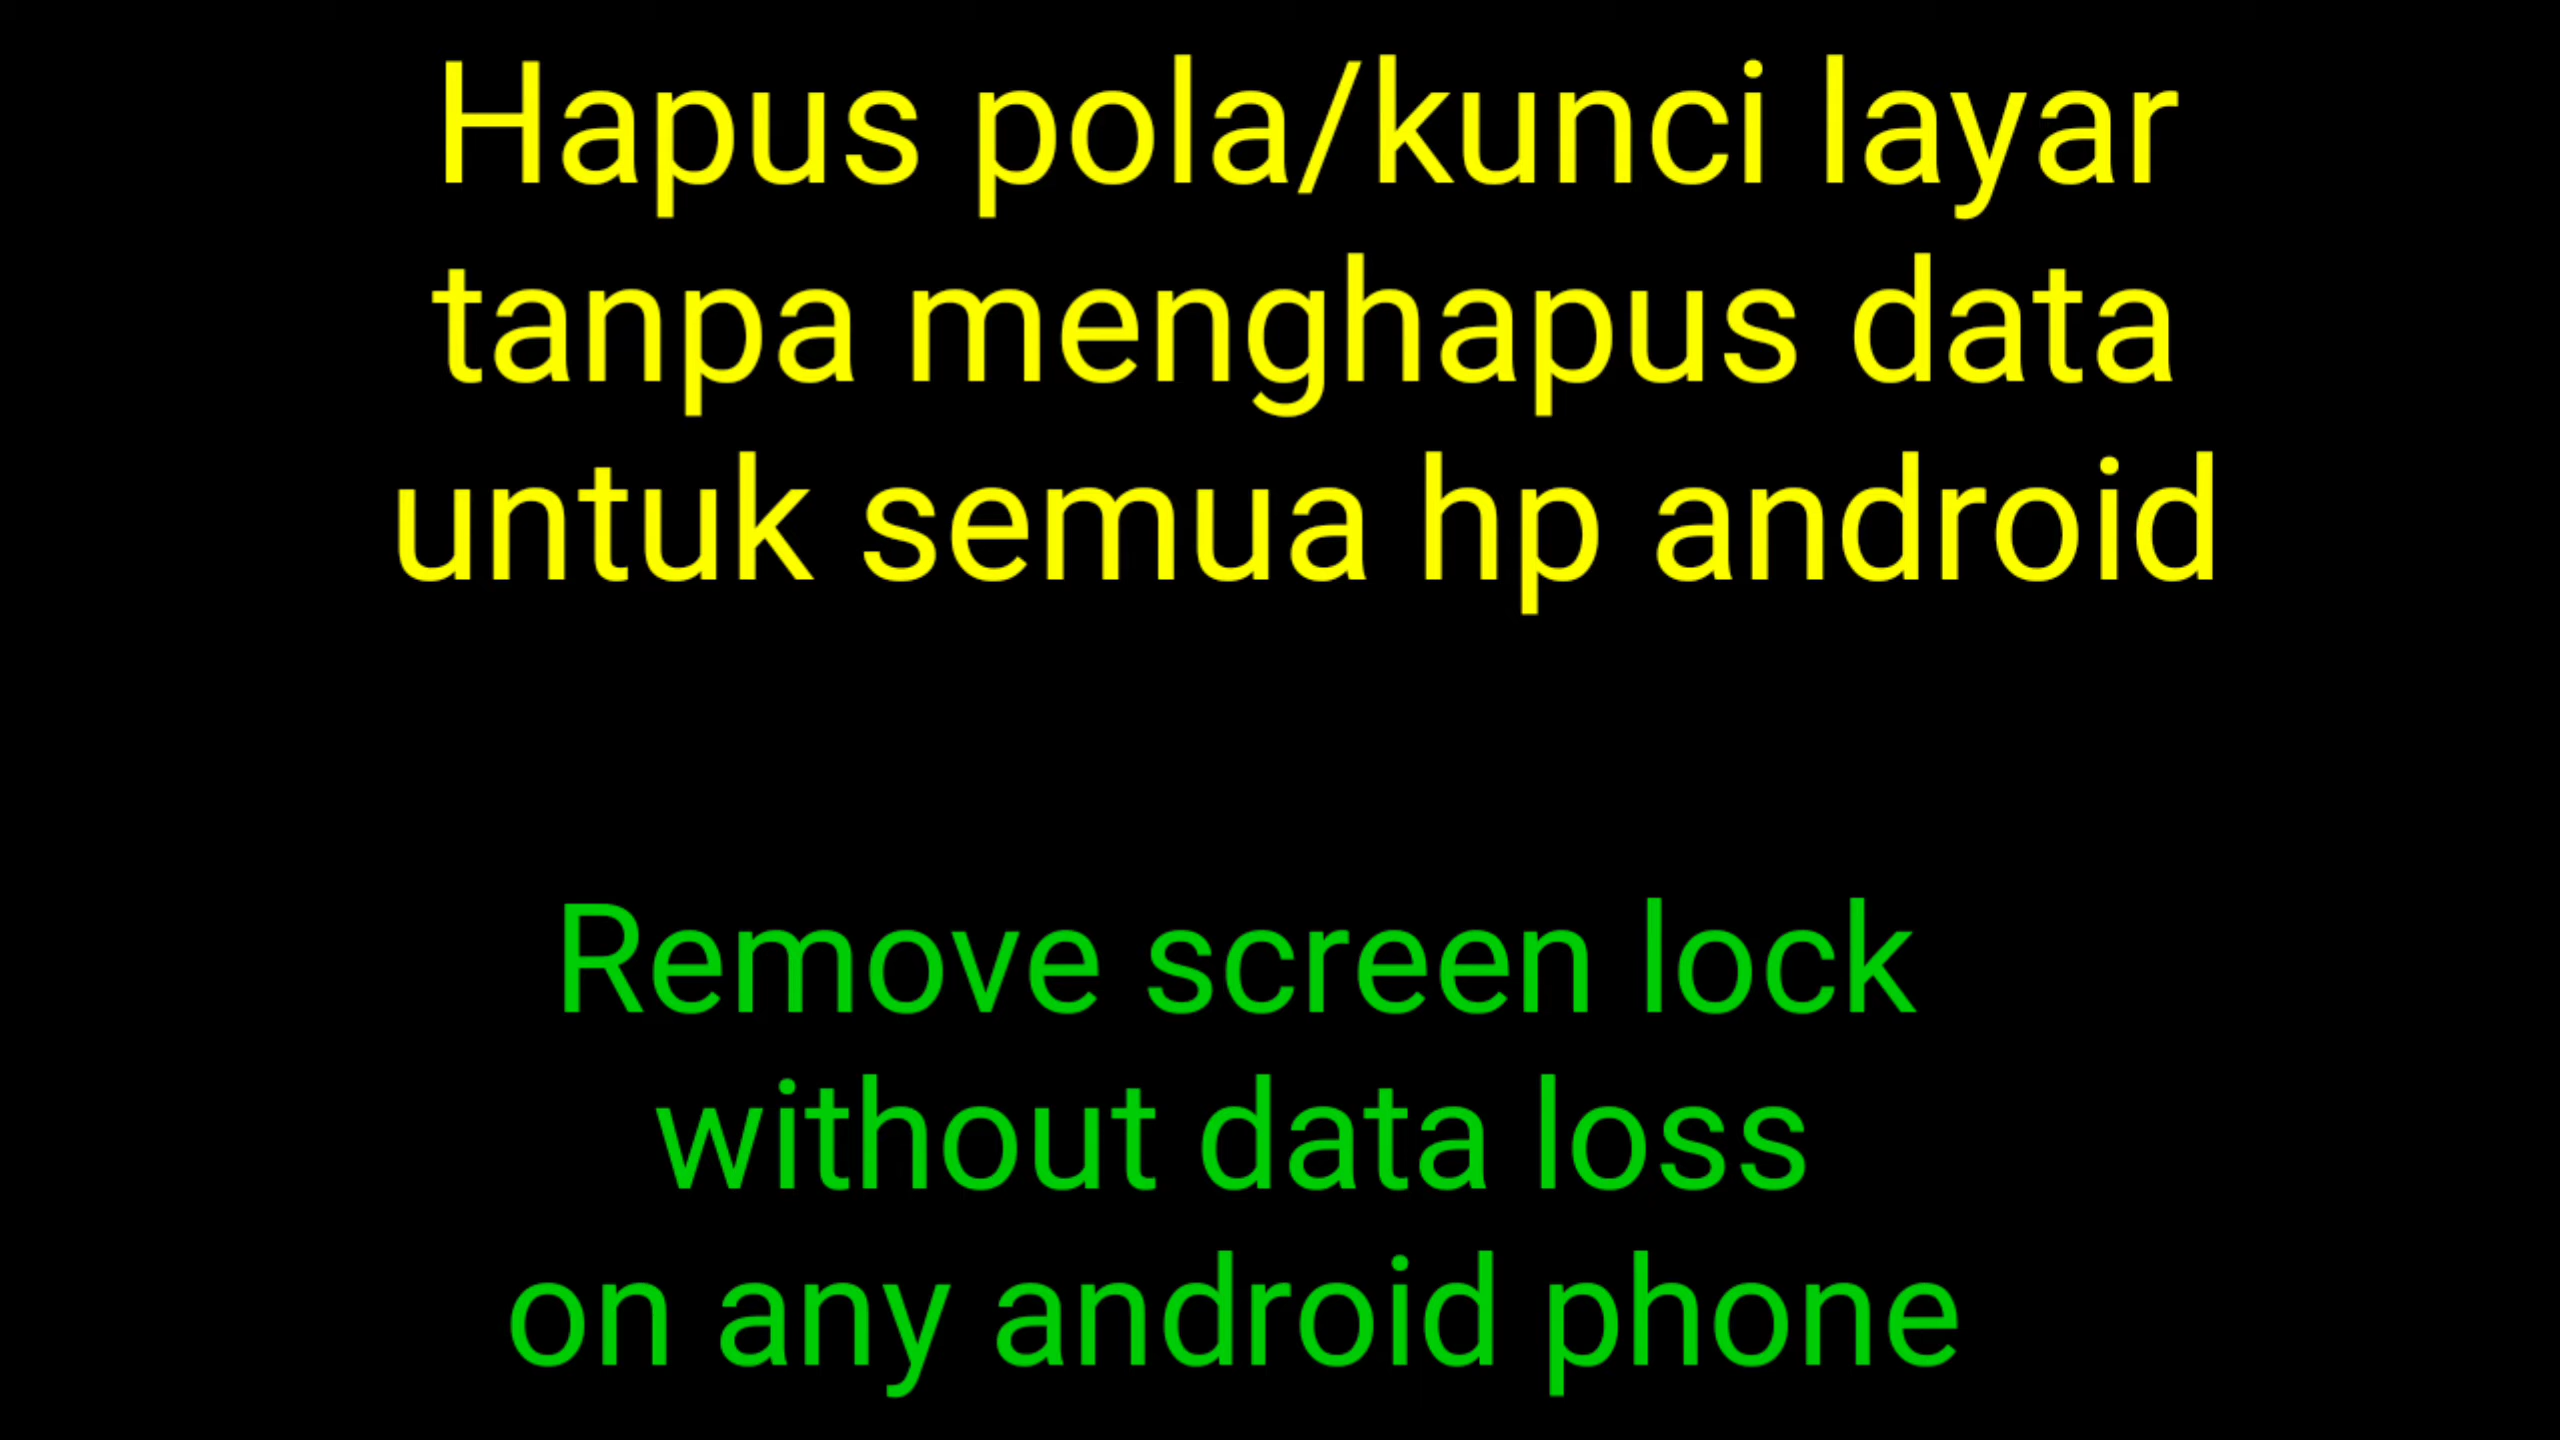 Hapus pola/kunci layar
tanpa menghapus data
untuk semua hp android
Remove screen lock
without data loss
on any android phone